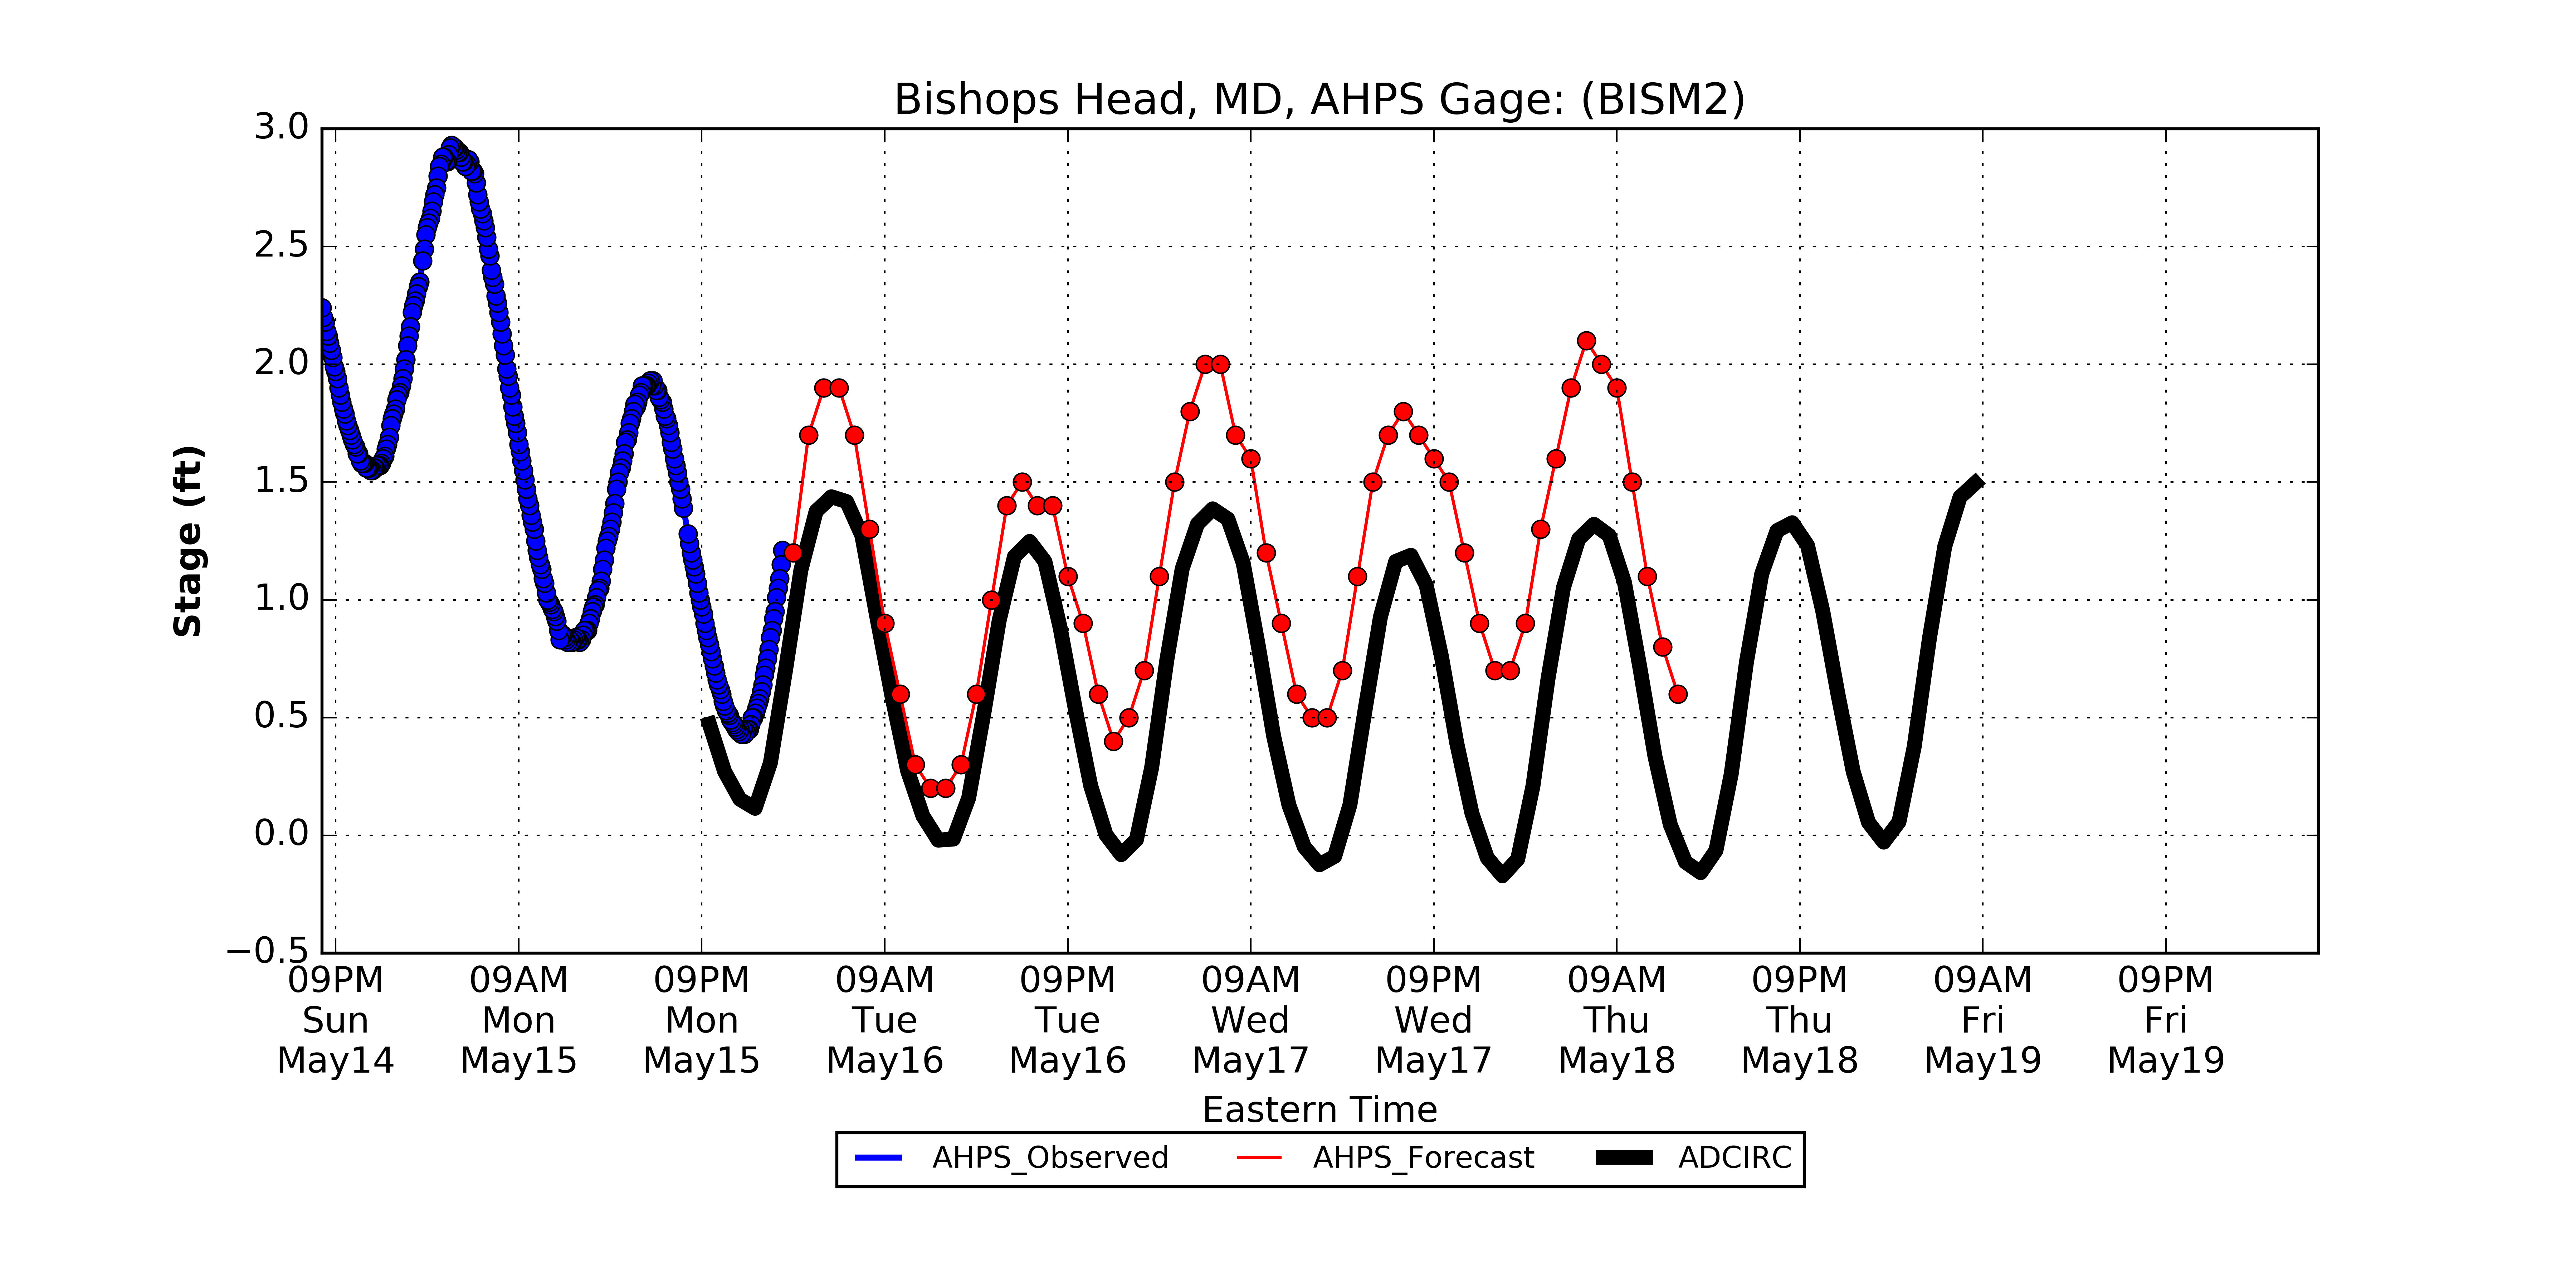 Bishops Head, MD, AHPS Gage: (BISM2)
3.0
2.5
2.0
1.5
1.0
0.5
0.0
−0.5
Stage (ft)
09PM 09AM 09PM 09AM 09PM 09AM 09PM 09AM 09PM 09AM 09PM
Sun Mon Mon Tue Tue Wed Wed Thu Thu Fri Fri
May14 May15 May15 May16 May16 May17 May17 May18 May18 May19 May19
Eastern Time
AHPS_Observed AHPS_Forecast ADCIRC